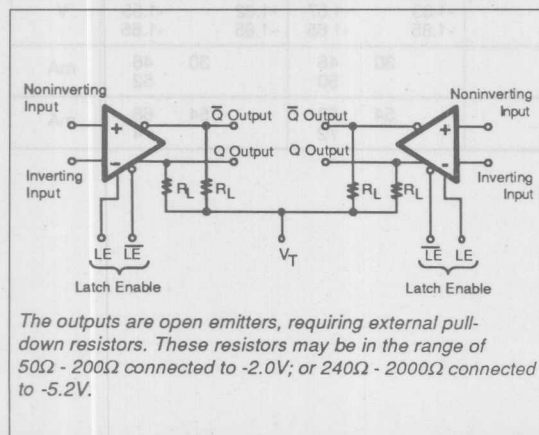 Noninverting Input
Q̅ Output
Q̅ Output
Noninverting Input
+
+
Q Output
Q Output
-
-
Inverting Input
RL
RL
RL
RL
Inverting Input
LE
L̅E̅
VT
L̅E̅
LE
Latch Enable
Latch Enable
The outputs are open emitters, requiring external pull-
down resistors. These resistors may be in the range of
50Ω - 200Ω connected to -2.0V; or 240Ω - 2000Ω connected
to -5.2V.